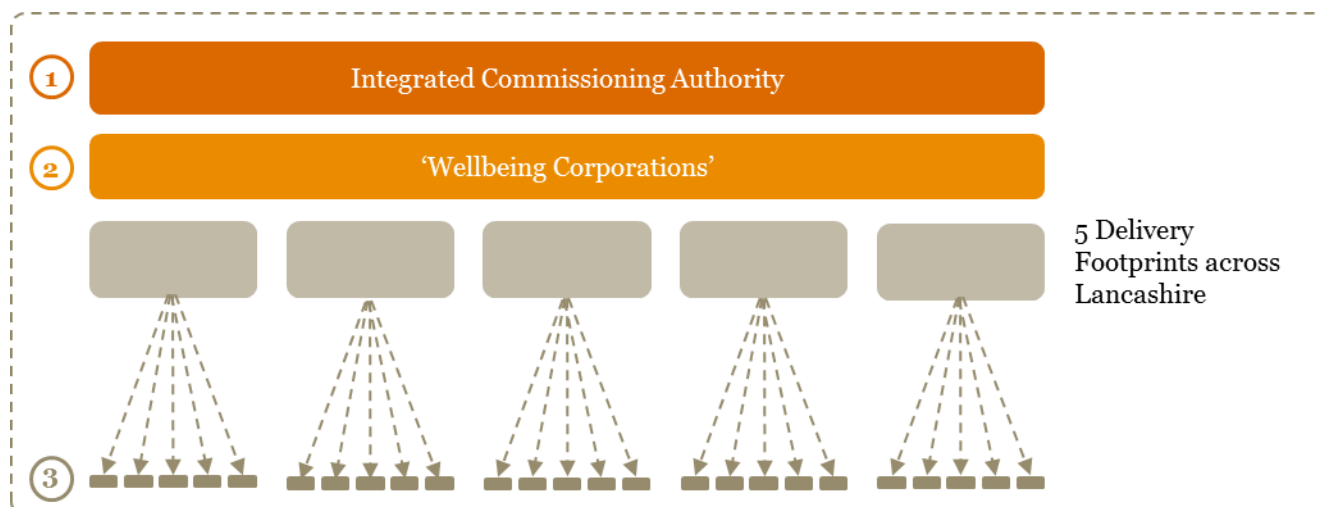 1
Integrated Commissioning Authority
2
‘Wellbeing Corporations’
5 Delivery
Footprints across
Lancashire
3